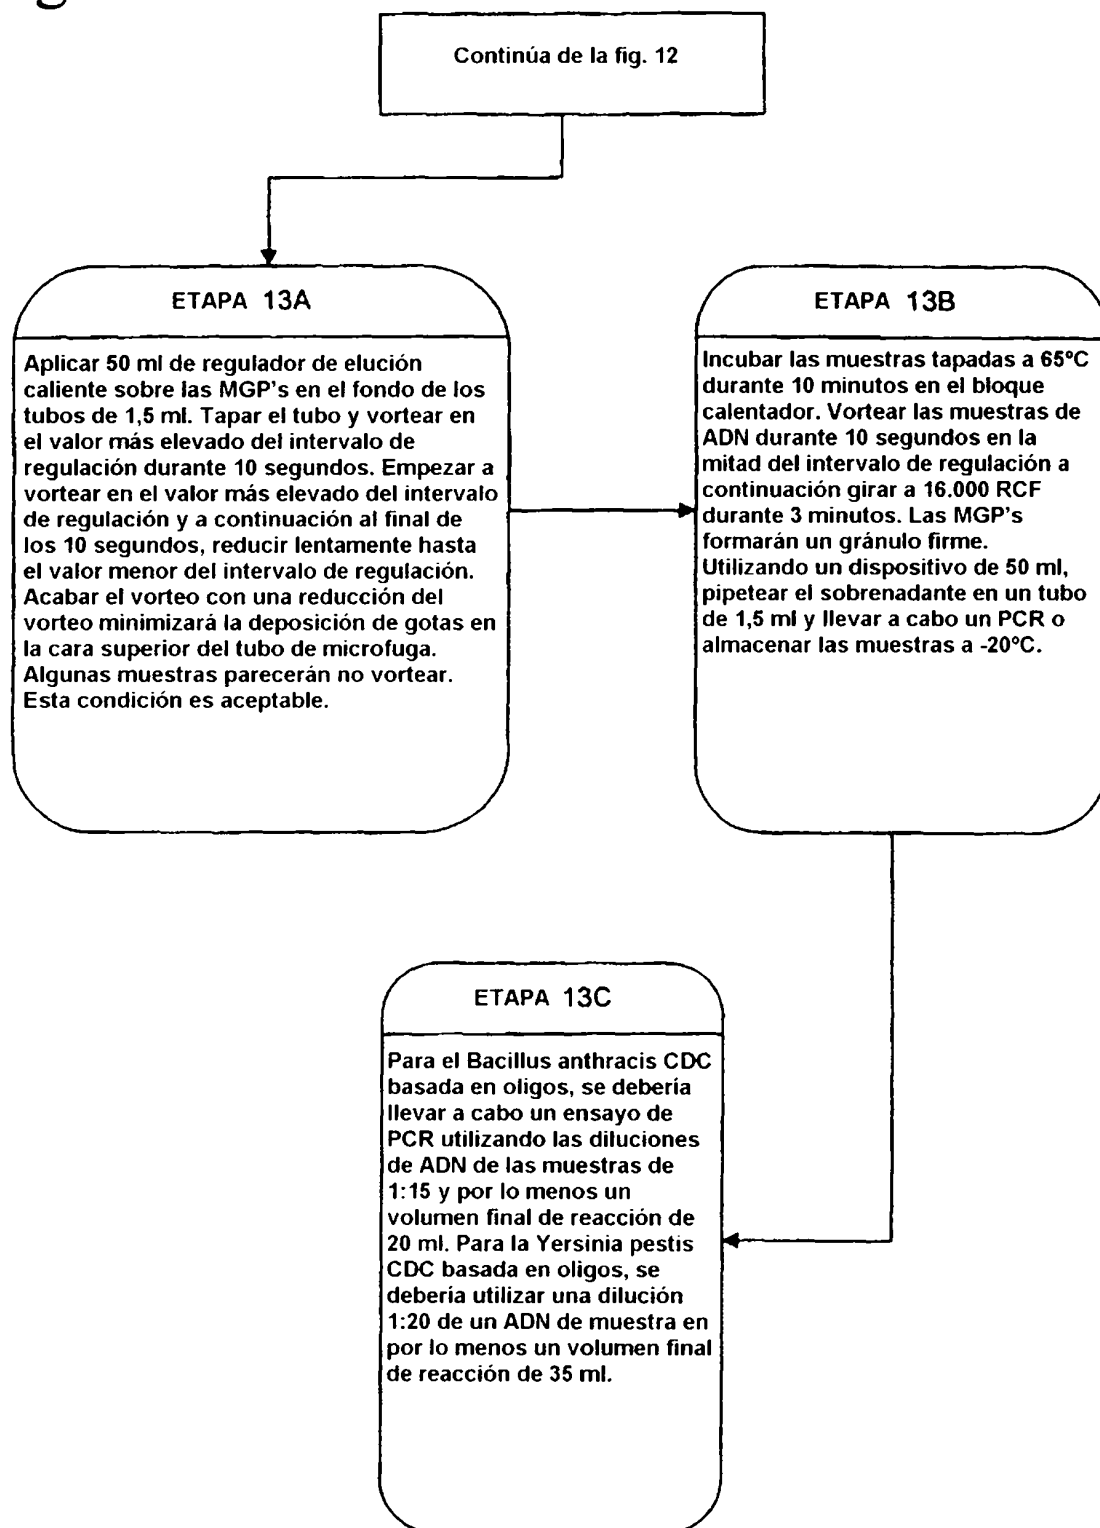 Continúa de la fig. 12
ETAPA 13A
Aplicar 50 ml de regulador de elución
caliente sobre las MGP's en el fondo de los
tubos de 1,5 ml. Tapar el tubo y vortear en
el valor más elevado del intervalo de
regulación durante 10 segundos. Empezar a
vortear en el valor más elevado del intervalo
de regulación y a continuación al final de
los 10 segundos, reducir lentamente hasta
el valor menor del intervalo de regulación.
Acabar el vorteo con una reducción del
vorteo minimizará la deposición de gotas en
la cara superior del tubo de microfuga.
Algunas muestras parecerán no vortear.
Esta condición es aceptable.
ETAPA 13B
Incubar las muestras tapadas a 65ºC
durante 10 minutos en el bloque
calentador. Vortear las muestras de
ADN durante 10 segundos en la
mitad del intervalo de regulación a
continuación girar a 16.000 RCF
durante 3 minutos. Las MGP's
formarán un gránulo firme.
Utilizando un dispositivo de 50 ml,
pipetear el sobrenadante en un tubo
de 1,5 ml y llevar a cabo un PCR o
almacenar las muestras a -20ºC.
ETAPA 13C
Para el Bacillus anthracis CDC
basada en oligos, se debería
llevar a cabo un ensayo de
PCR utilizando las diluciones
de ADN de las muestras de
1:15 y por lo menos un
volumen final de reacción de
20 ml. Para la Yersinia pestis
CDC basada en oligos, se
debería utilizar una dilución
1:20 de un ADN de muestra en
por lo menos un volumen final
de reacción de 35 ml.